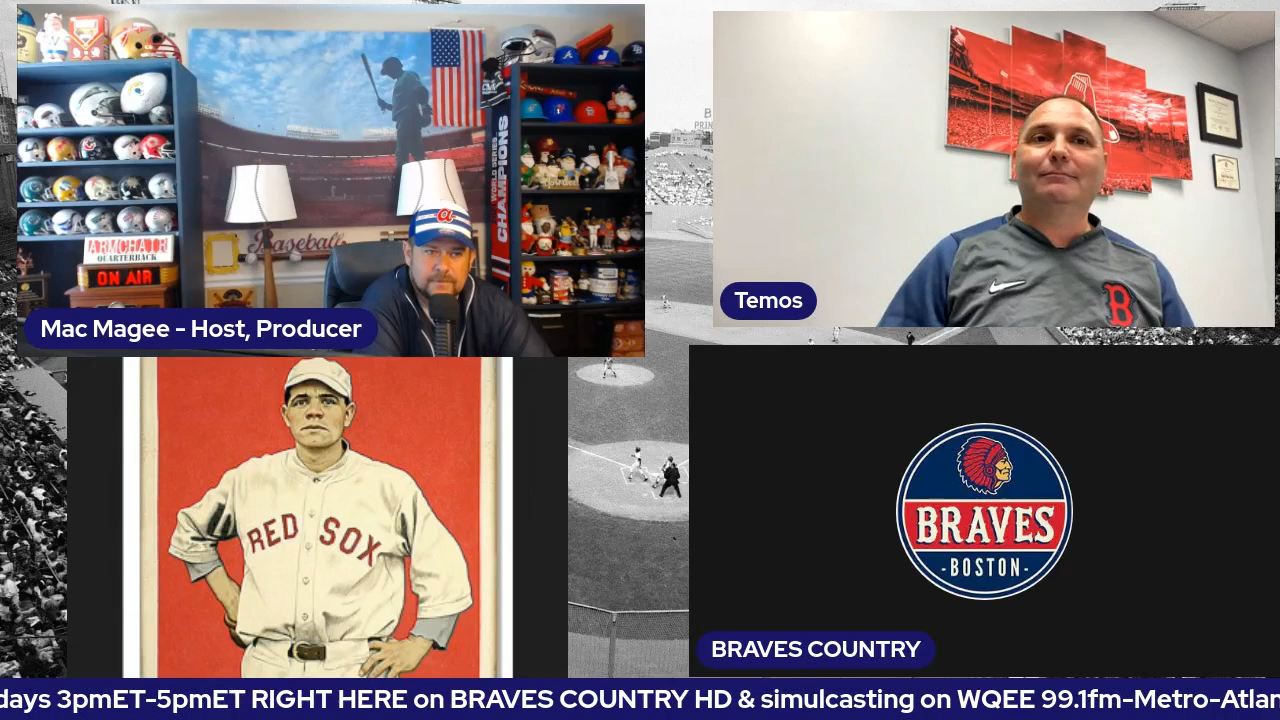 ARMCHAIR
QUARTERBACK
ON AIR
Baseball
WORLD SERIES
CHAMPIONS
a
A
J
TB
Mac Magee - Host, Producer
B
Temos
RED SOX
BRAVES
-BOSTON-
BRAVES COUNTRY
days 3pmET-5pmET RIGHT HERE on BRAVES COUNTRY HD & simulcasting on WQEE 99.1fm-Metro-Atlan